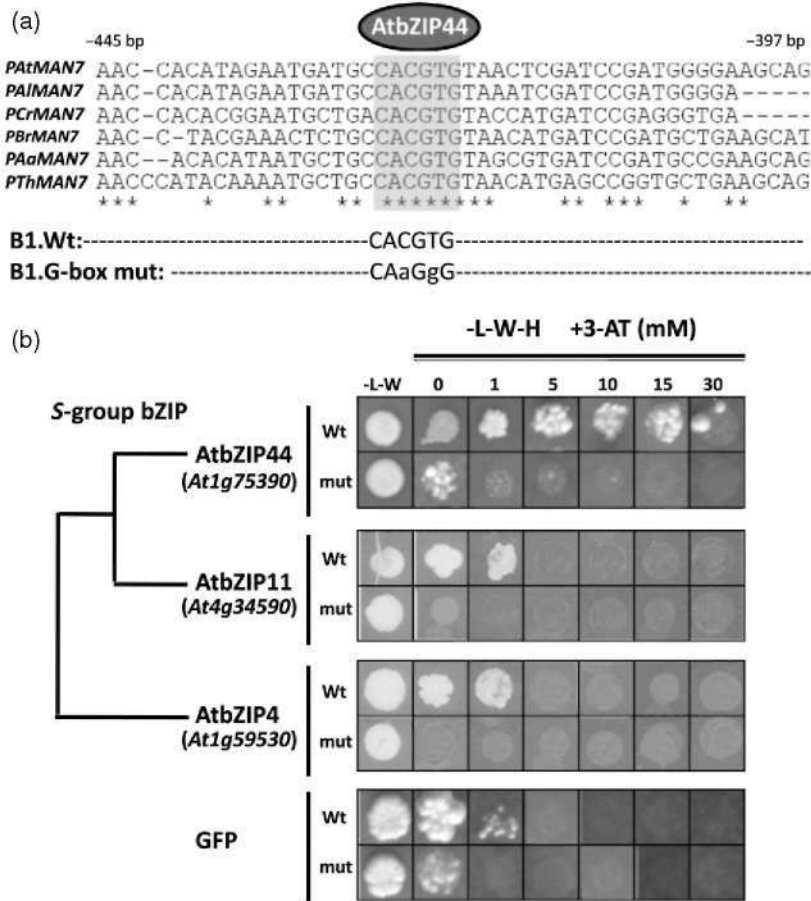 (a)
AtbZIP44
–445 bp
–397 bp
PAtMAN7 AAC-CACATAGAATGATGCCACGTGTAACTCGATCCGATGGGGAAGCAG
PAlMAN7 AAC-CACATAGAATGATGCCACGTGTAAATCGATCCGATGGGGA-----
PCrMAN7 AAC-CACACGGAATGCTGACACGTGTACCATGATCCGAGGGTGA-----
PBrMAN7 AAC-C-TACGAAACTCTGCCACGTGTAACATGATCCGATGCTGAAGCAT
PAaMAN7 AAC--ACACATAATGCTGCCACGTGTAGCGTGATCCGATGCCGAAGCAG
PThMAN7 AACCCATACAAAATGCTGCCACGTGTAACATGAGCCGGTGCTGAAGCAG
*** * ** ** ******** ** *** * **
B1.Wt:-----------------------------------CACGTG-------------------------------------------
B1.G-box mut: -------------------------CAaGgG--------------------------------------------
(b)
-L-W-H +3-AT (mM)
-L-W 0 1 5 10 15 30
S-group bZIP
AtbZIP44
(At1g75390)
Wt
mut
AtbZIP11
(At4g34590)
Wt
mut
AtbZIP4
(At1g59530)
Wt
mut
GFP
Wt
mut